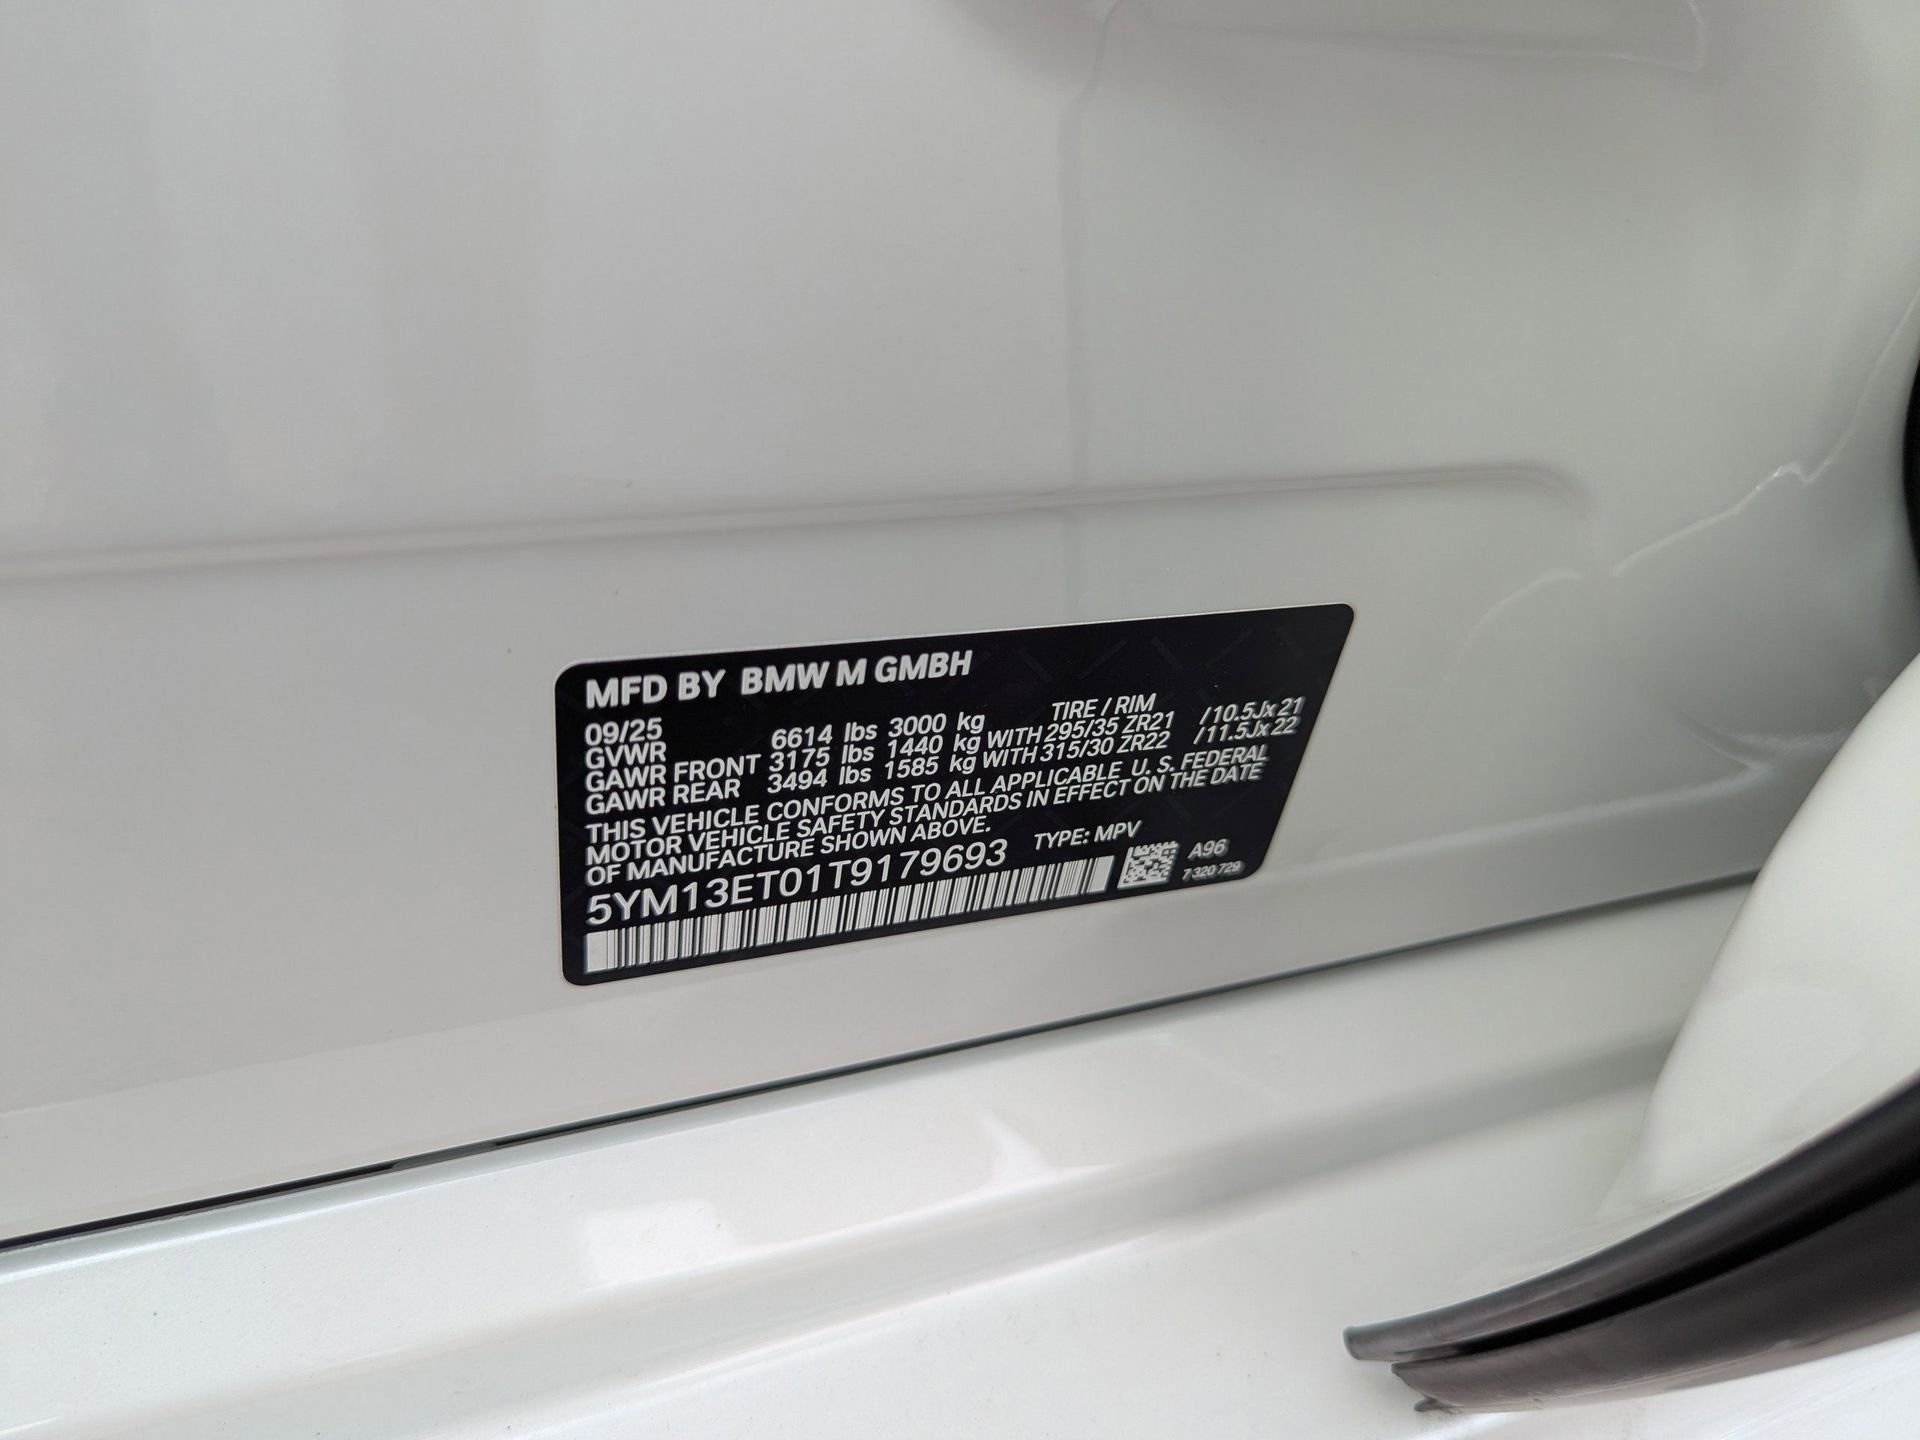 MFD BY BMW M GMBH
09/25 TIRE / RIM
GVWR 6614 lbs 3000 kg
GAWR FRONT 3175 lbs 1440 kg WITH 295/35 ZR21 /10.5Jx21
GAWR REAR 3494 lbs 1585 kg WITH 315/30 ZR22 /11.5Jx22
THIS VEHICLE CONFORMS TO ALL APPLICABLE U. S. FEDERAL
MOTOR VEHICLE SAFETY STANDARDS IN EFFECT ON THE DATE
OF MANUFACTURE SHOWN ABOVE.
5YM13ET01T9179693 TYPE: MPV
A96
7 320 729